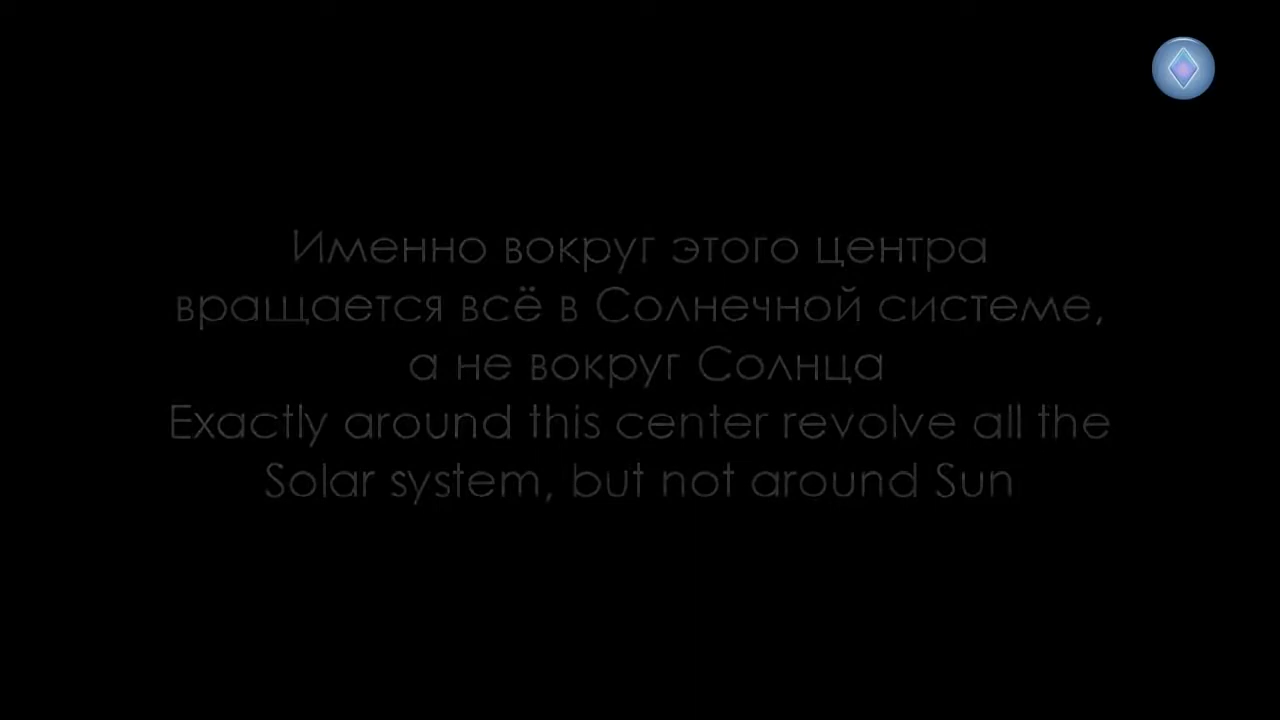 Именно вокруг этого центра
вращается всё в Солнечной системе,
а не вокруг Солнца
Exactly around this center revolve all the
Solar system, but not around Sun